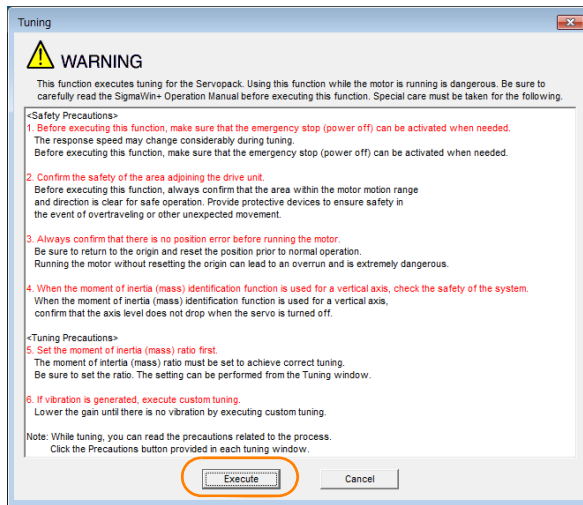 Tuning
WARNING
This function executes tuning for the Servopack. Using this function while the motor is running is dangerous. Be sure to
carefully read the SigmaWin+ Operation Manual before executing this function. Special care must be taken for the following.
<Safety Precautions>
1. Before executing this function, make sure that the emergency stop (power off) can be activated when needed.
The response speed may change considerably during tuning.
Before executing this function, make sure that the emergency stop (power off) can be activated when needed.
2. Confirm the safety of the area adjoining the drive unit.
Before executing this function, always confirm that the area within the motor motion range
and direction is clear for safe operation. Provide protective devices to ensure safety in
the event of overtraveling or other unexpected movement.
3. Always confirm that there is no position error before running the motor.
Be sure to return to the origin and reset the position prior to normal operation.
Running the motor without resetting the origin can lead to an overrun and is extremely dangerous.
4. When the moment of inertia (mass) identification function is used for a vertical axis, check the safety of the system.
When the moment of inertia (mass) identification function is used for a vertical axis,
confirm that the axis level does not drop when the servo is turned off.
<Tuning Precautions>
5. Set the moment of inertia (mass) ratio first.
The moment of intertia (mass) ratio must be set to achieve correct tuning.
Be sure to set the ratio. The setting can be performed from the Tuning window.
6. If vibration is generated, execute custom tuning.
Lower the gain until there is no vibration by executing custom tuning.
Note: While tuning, you can read the precautions related to the process.
Click the Precautions button provided in each tuning window.
Execute Cancel